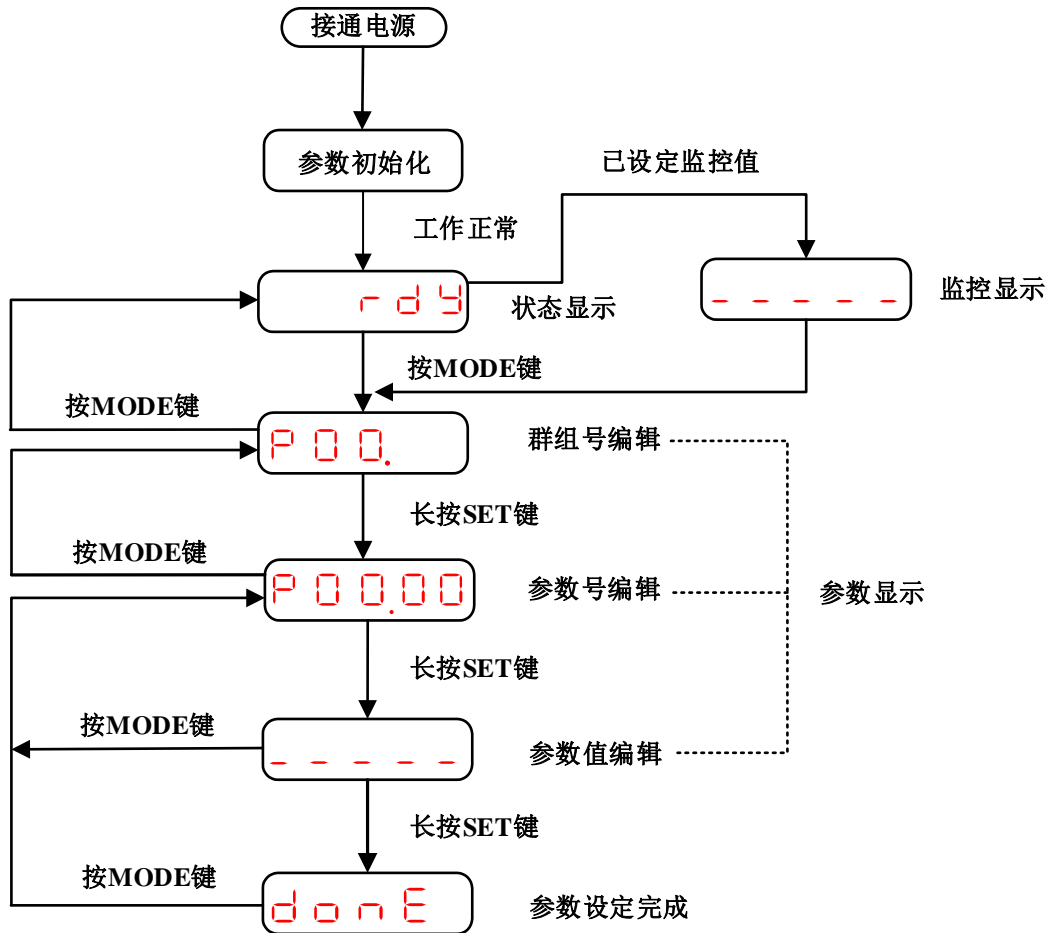 接通电源
参数初始化
已设定监控值
工作正常
rdy
状态显示
_ _ _ _ _
监控显示
按MODE键
按MODE键
P00.
群组号编辑
长按SET键
按MODE键
P00.00
参数号编辑
参数显示
长按SET键
按MODE键
_ _ _ _ _
参数值编辑
长按SET键
按MODE键
donE
参数设定完成